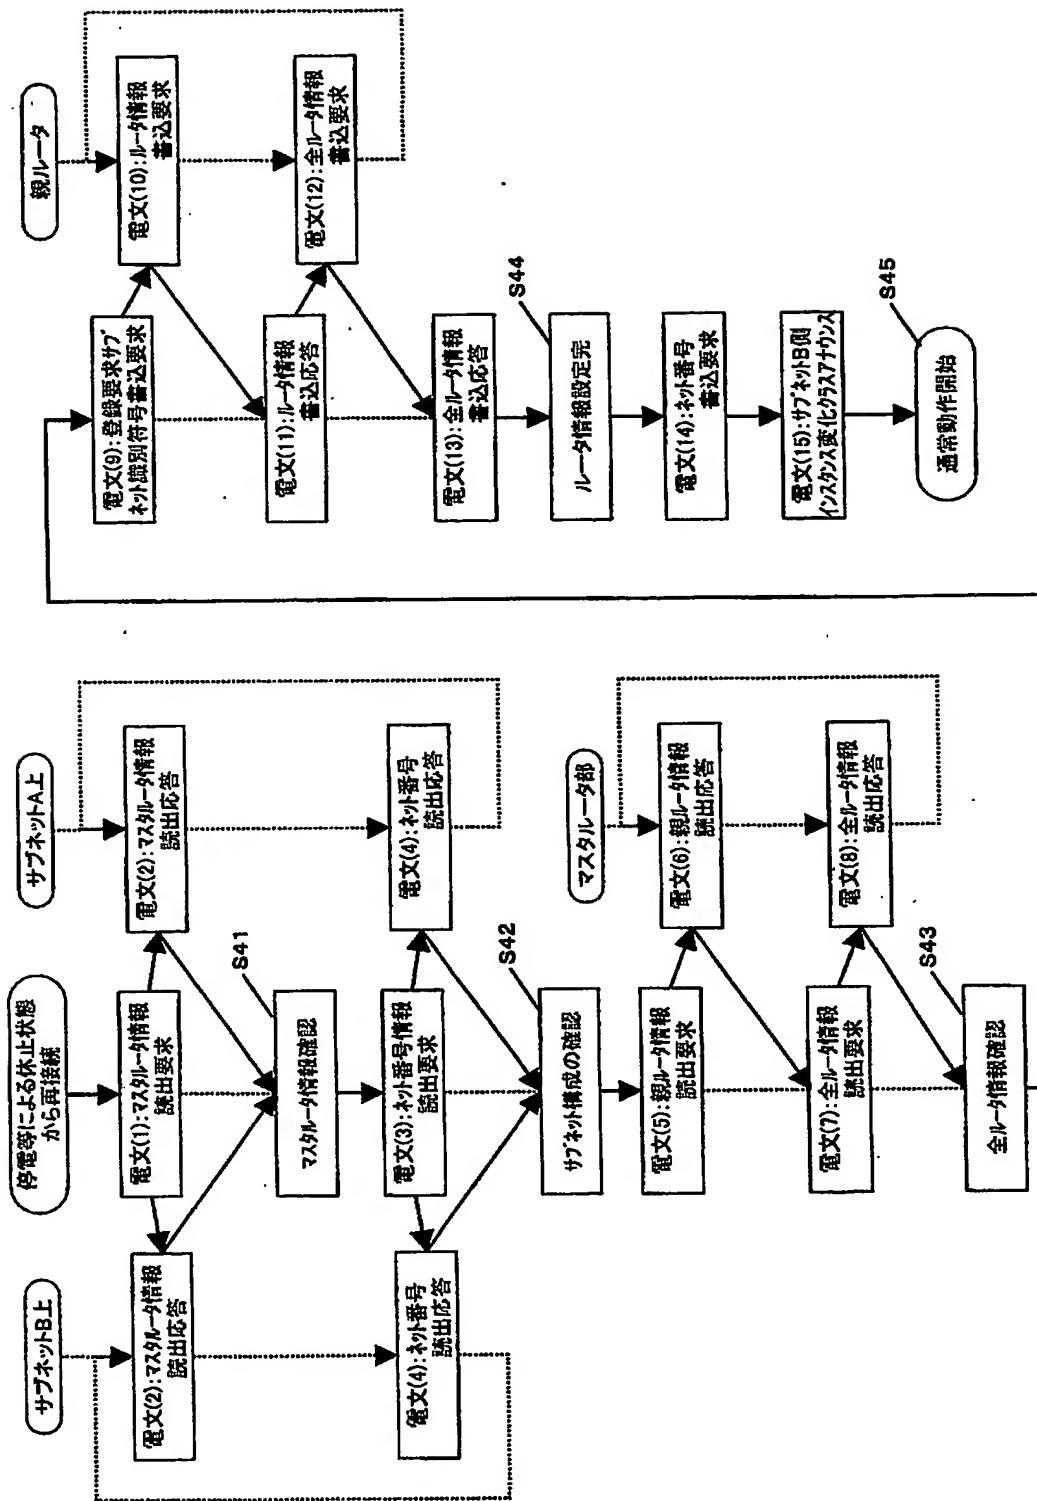 停電等による休止状態
から再接続
サブネットB上
サブネットA上
電文(1):マスタルータ情報
読出要求
電文(2):マスタルータ情報
読出応答
電文(2):マスタルータ情報
読出応答
S41
マスタルータ情報確認
電文(3):ネット番号情報
読出要求
電文(4):ネット番号
読出応答
電文(4):ネット番号
読出応答
S42
サブネット構成の確認
マスタルータ部
電文(5):親ルータ情報
読出要求
電文(6):親ルータ情報
読出応答
電文(7):全ルータ情報
読出要求
電文(8):全ルータ情報
読出応答
S43
全ルータ情報確認
親ルータ
電文(9):登録要求サブ
ネット識別符号書込要求
電文(10):ルータ情報
書込要求
電文(11):ルータ情報
書込応答
電文(12):全ルータ情報
書込要求
電文(13):全ルータ情報
書込応答
S44
ルータ情報設定完
電文(14):ネット番号
書込要求
電文(15):サブネットB側
インスタンス変化クラスアナウンス
S45
通常動作開始